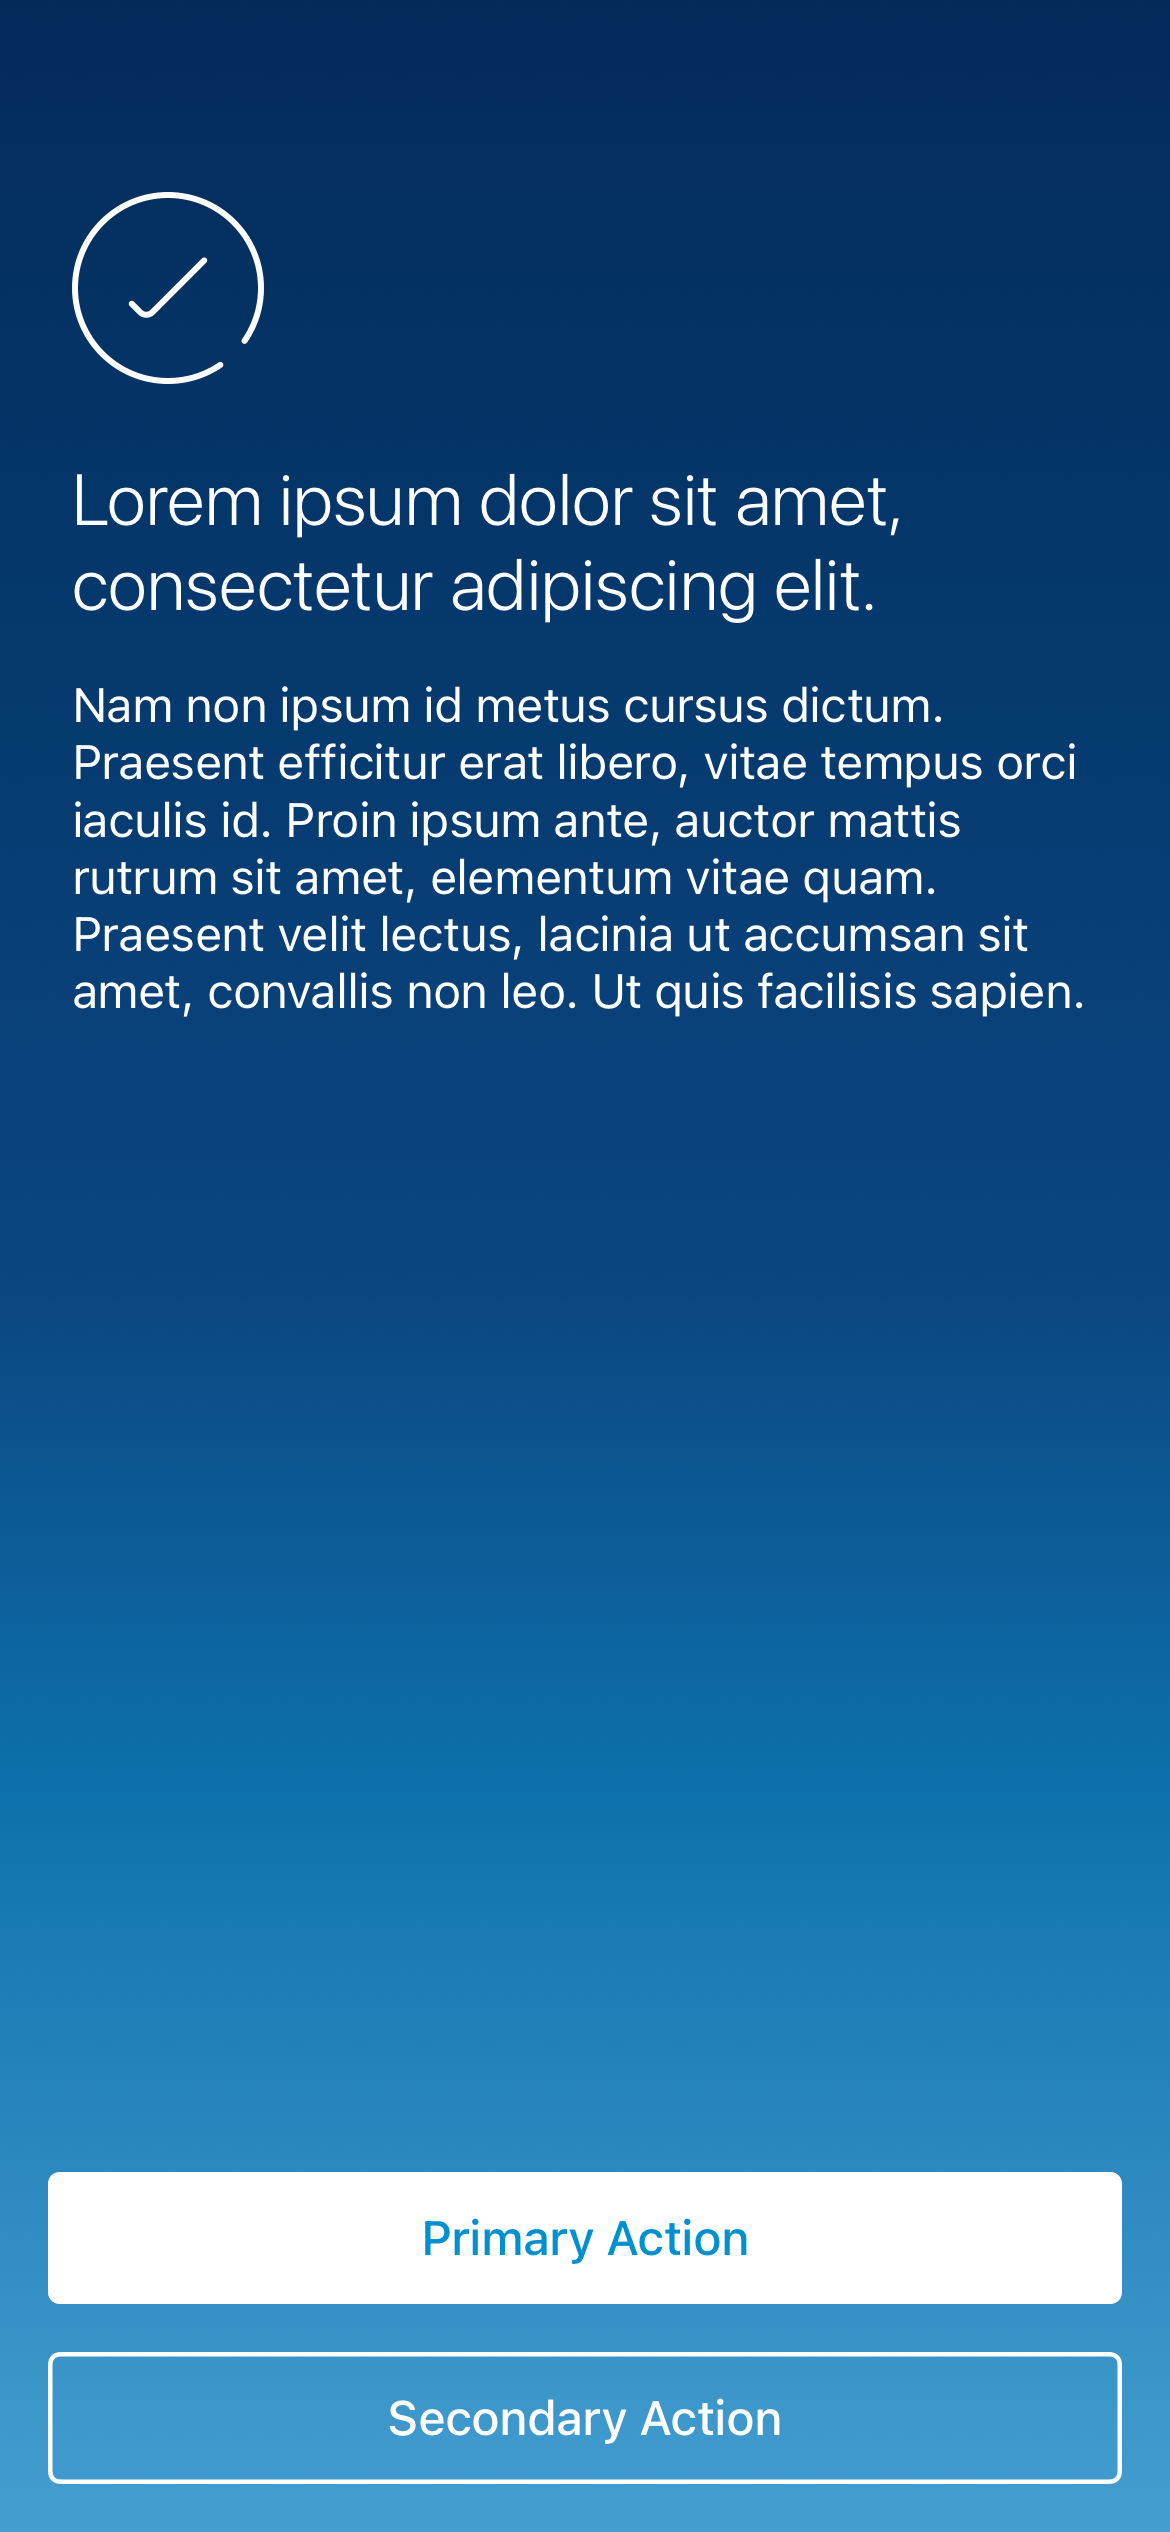 Lorem ipsum dolor sit amet,
consectetur adipiscing elit.
Nam non ipsum id metus cursus dictum.
Praesent efficitur erat libero, vitae tempus orci
iaculis id. Proin ipsum ante, auctor mattis
rutrum sit amet, elementum vitae quam.
Praesent velit lectus, lacinia ut accumsan sit
amet, convallis non leo. Ut quis facilisis sapien.
Primary Action
Secondary Action